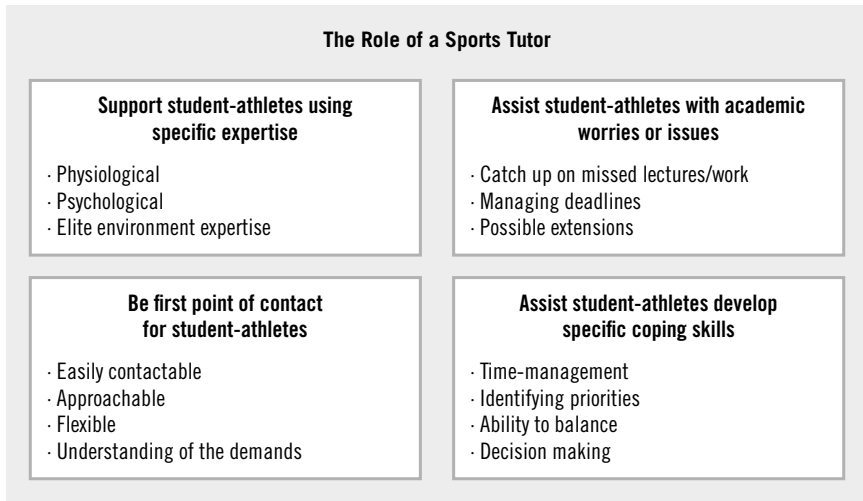 The Role of a Sports Tutor
Support student-athletes using
specific expertise
· Physiological
· Psychological
· Elite environment expertise
Assist student-athletes with academic
worries or issues
· Catch up on missed lectures/work
· Managing deadlines
· Possible extensions
Be first point of contact
for student-athletes
· Easily contactable
· Approachable
· Flexible
· Understanding of the demands
Assist student-athletes develop
specific coping skills
· Time-management
· Identifying priorities
· Ability to balance
· Decision making